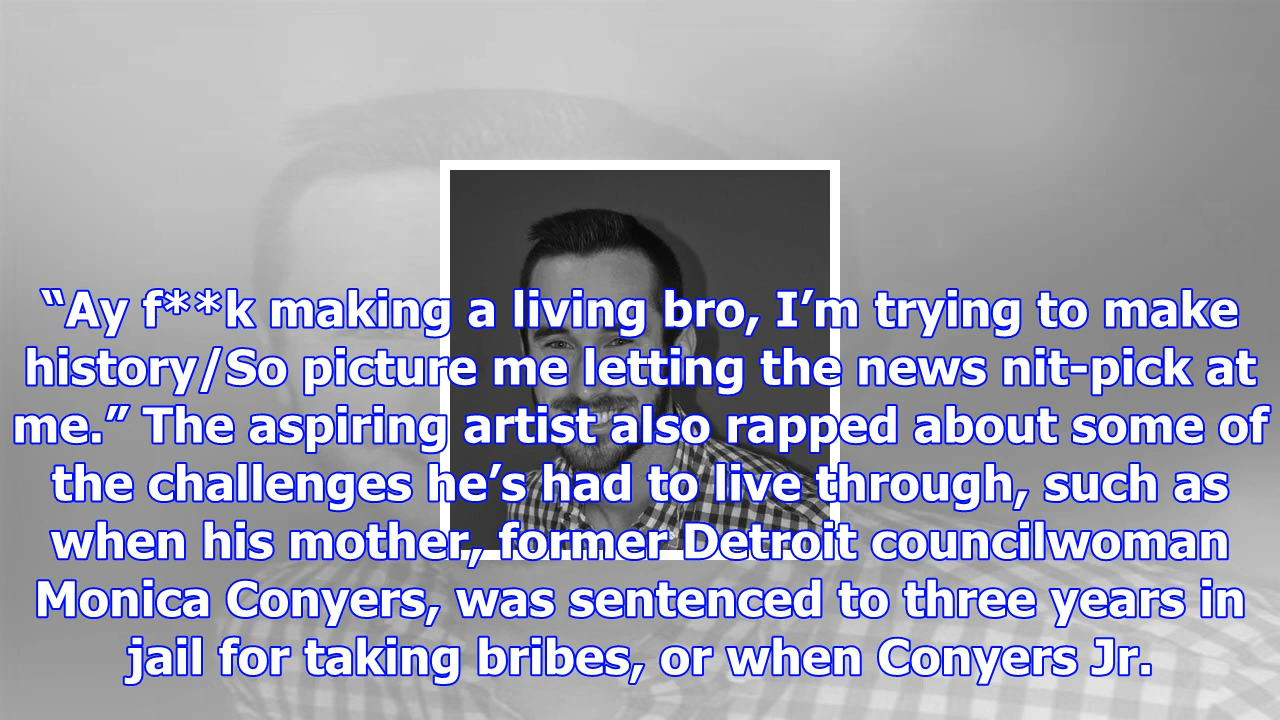 “Ay f**k making a living bro, I’m trying to make
history/So picture me letting the news nit-pick at
me.” The aspiring artist also rapped about some of
the challenges he’s had to live through, such as
when his mother, former Detroit councilwoman
Monica Conyers, was sentenced to three years in
jail for taking bribes, or when Conyers Jr.